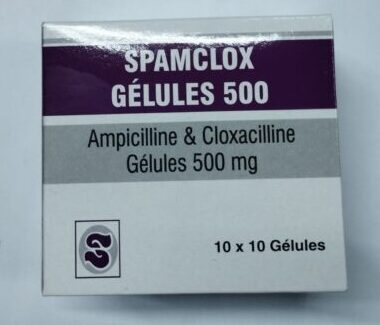 SPAMCLOX
GÉLULES 500
Ampicilline & Cloxacilline
Gélules 500 mg
10 x 10 Gélules